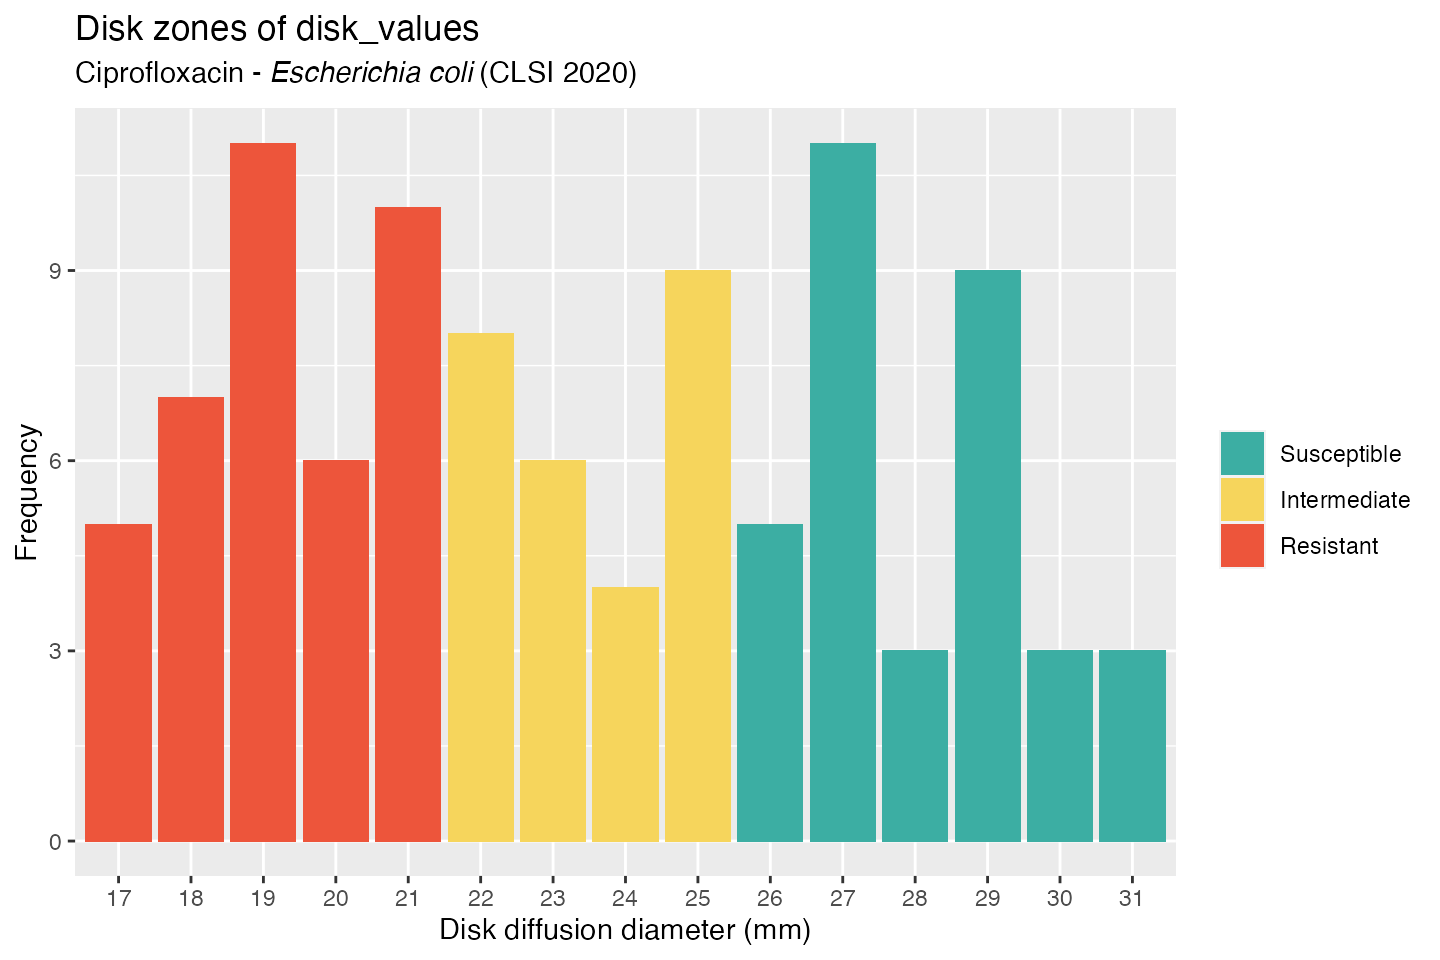 Disk zones of disk_values
Ciprofloxacin - Escherichia coli (CLSI 2020)
Frequency
9
6
3
0
17 18 19 20 21 22 23 24 25 26 27 28 29 30 31
Disk diffusion diameter (mm)
Susceptible
Intermediate
Resistant